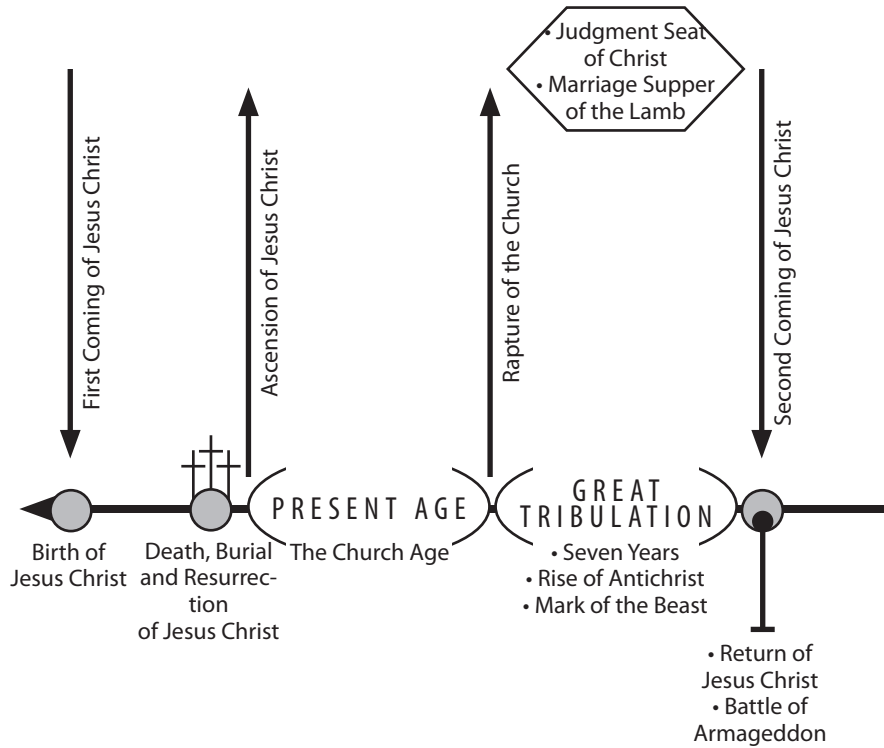 • Judgment Seat
of Christ
• Marriage Supper
of the Lamb
First Coming of Jesus Christ
Ascension of Jesus Christ
Rapture of the Church
Second Coming of Jesus Christ
PRESENT AGE
GREAT
TRIBULATION
Birth of
Jesus Christ
Death, Burial
and Resurrec-
tion
of Jesus Christ
The Church Age
• Seven Years
• Rise of Antichrist
• Mark of the Beast
• Return of
Jesus Christ
• Battle of
Armageddon